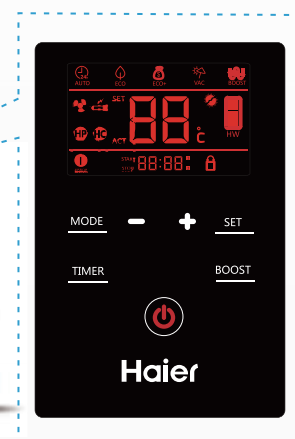 AUTO ECO ECO+ VAC BOOST
SET
88 °C
HP HC ACT HW
START 88:88
STOP
MODE - + SET
TIMER BOOST
Haier